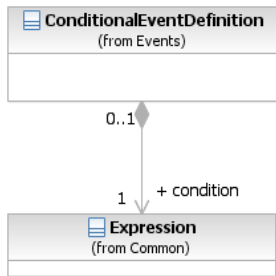 ConditionalEventDefinition
(from Events)
0..1
1
+ condition
Expression
(from Common)